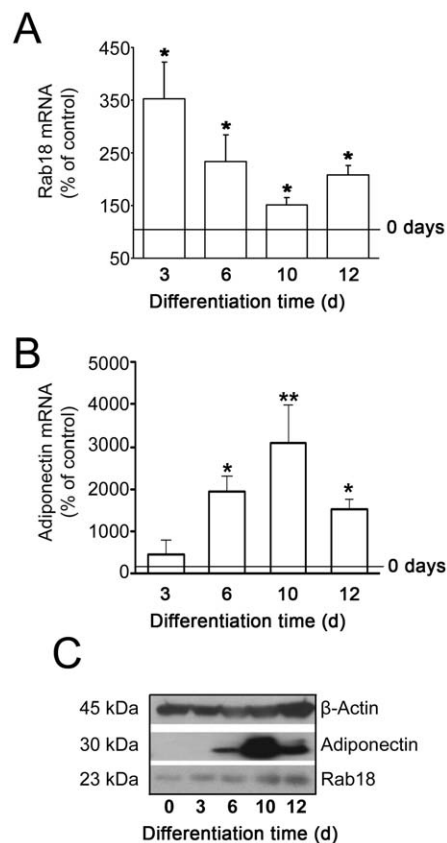 A
Rab18 mRNA
(% of control)
450
350
250
150
50
*
*
*
*
0 days
3 6 10 12
Differentiation time (d)
B
Adiponectin mRNA
(% of control)
5000
4000
3000
2000
1000
0
*
**
*
0 days
3 6 10 12
Differentiation time (d)
C
45 kDa β-Actin
30 kDa Adiponectin
23 kDa Rab18
0 3 6 10 12
Differentiation time (d)